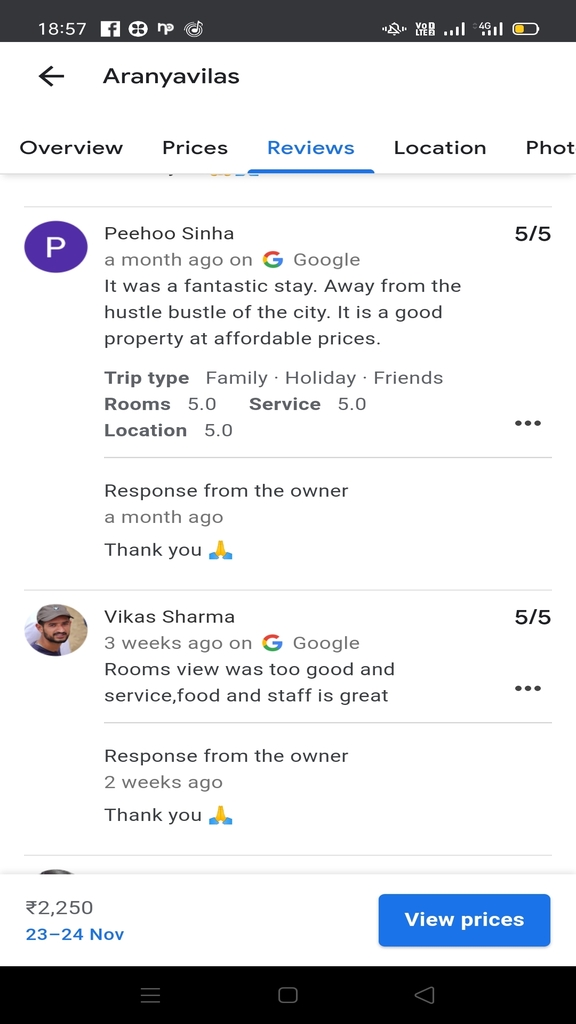 18:57
VoD LTE2
4G
Aranyavilas
Overview Prices Reviews Location Phot
P
Peehoo Sinha 5/5
a month ago on Google
It was a fantastic stay. Away from the
hustle bustle of the city. It is a good
property at affordable prices.
Trip type Family · Holiday · Friends
Rooms 5.0 Service 5.0
Location 5.0
Response from the owner
a month ago
Thank you 🙏
Vikas Sharma 5/5
3 weeks ago on Google
Rooms view was too good and
service,food and staff is great
Response from the owner
2 weeks ago
Thank you 🙏
₹2,250
23–24 Nov
View prices